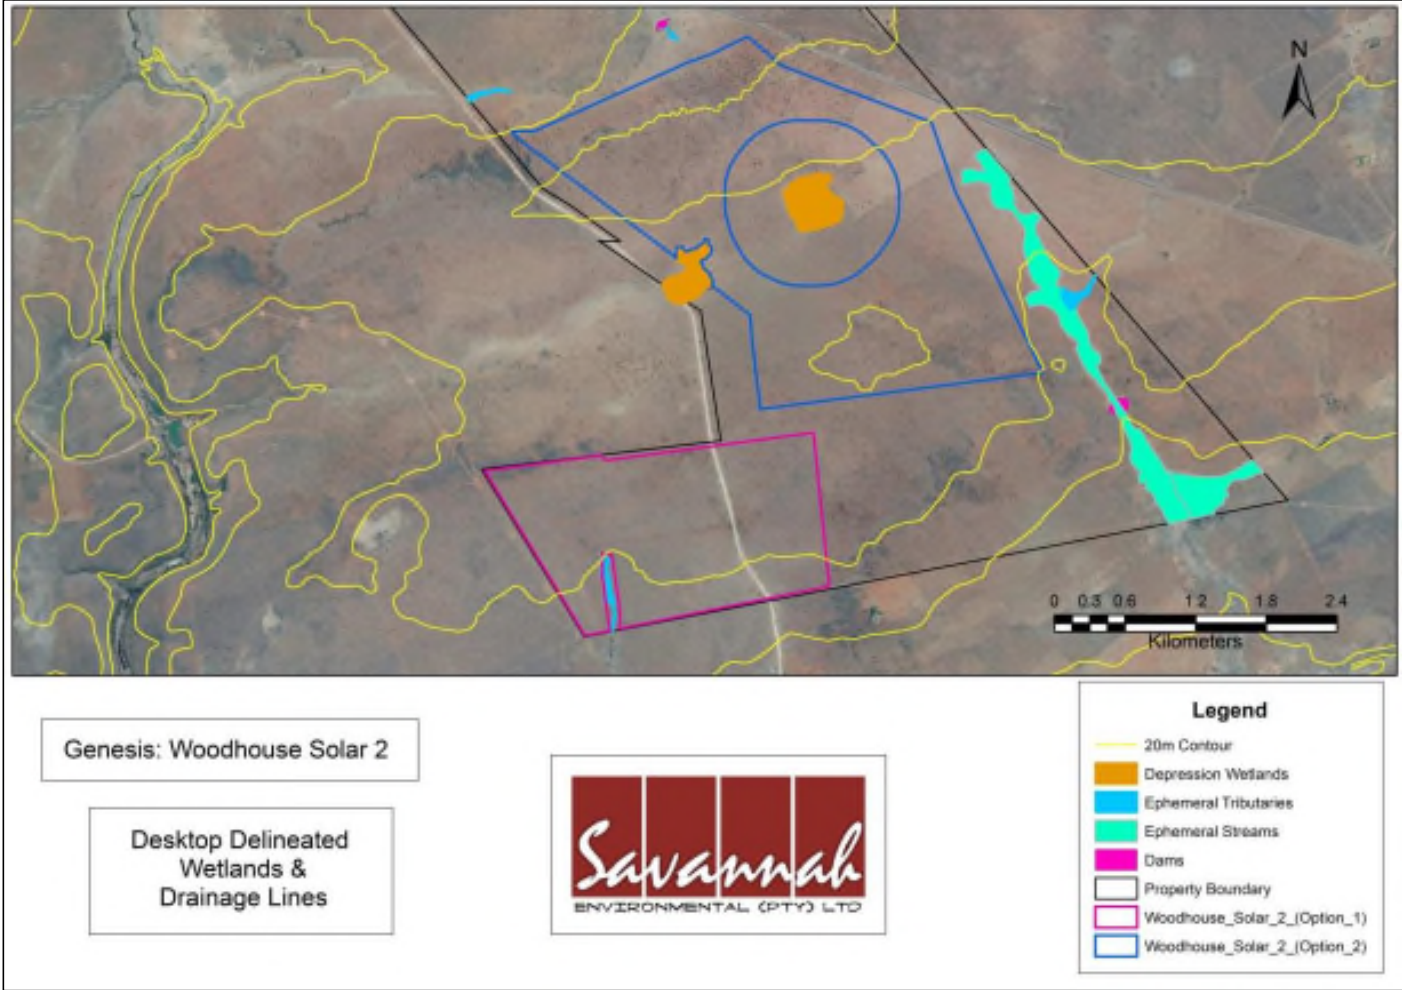 N
0 0.3 0.6 1.2 1.8 2.4
Kilometers
Genesis: Woodhouse Solar 2
Desktop Delineated
Wetlands &
Drainage Lines
Savannah
ENVIRONMENTAL (PTY) LTD
Legend
20m Contour
Depression Wetlands
Ephemeral Tributaries
Ephemeral Streams
Dams
Property Boundary
Woodhouse_Solar_2_(Option_1)
Woodhouse_Solar_2_(Option_2)